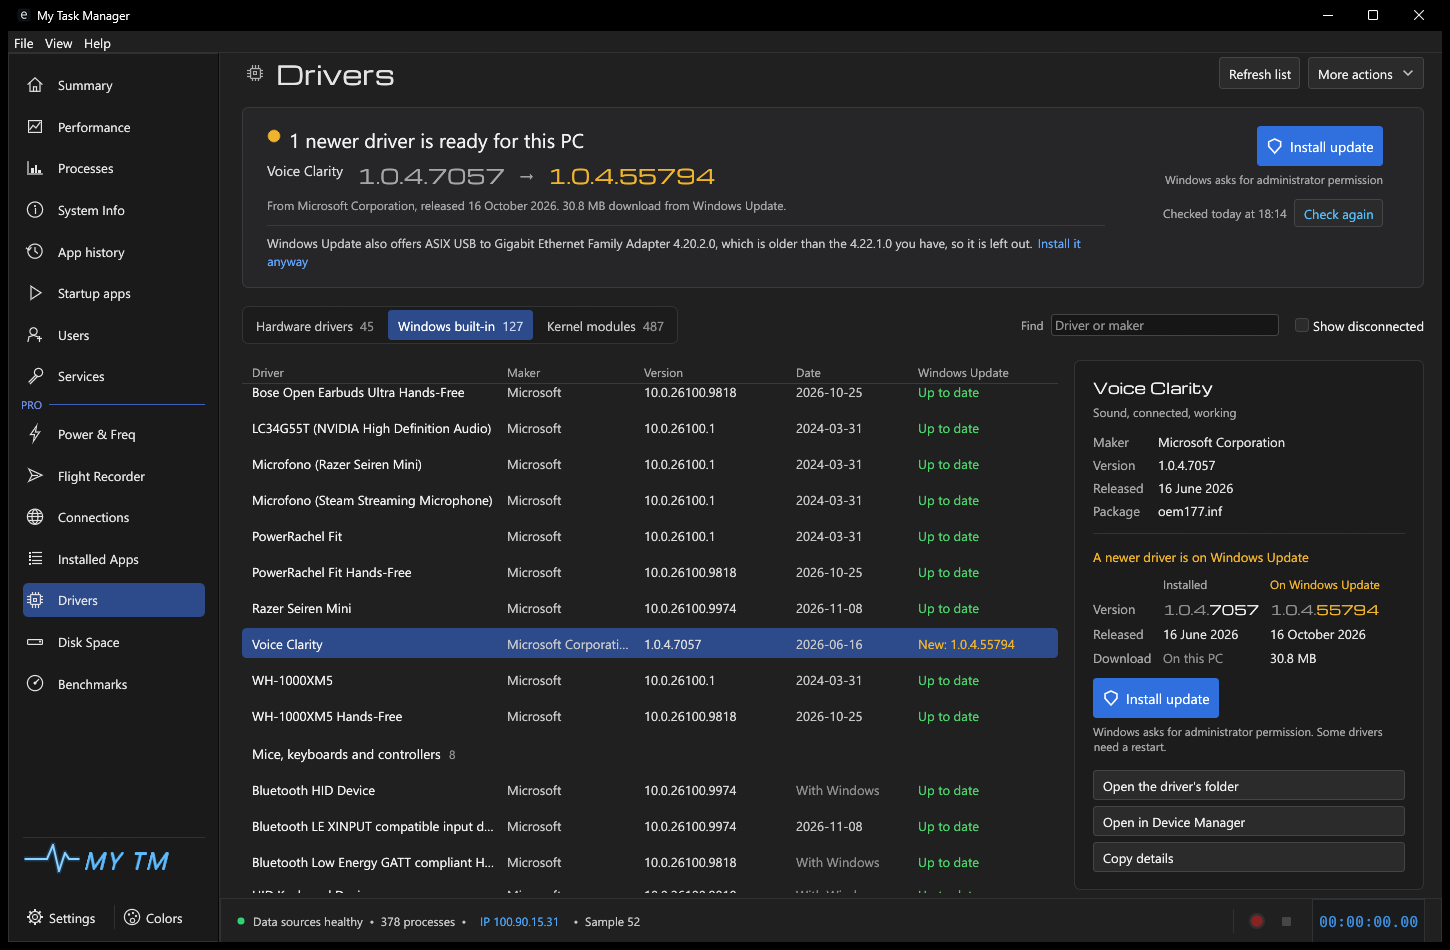 My Task Manager
File View Help
Drivers
Refresh list
More actions
Summary
Performance
Processes
System Info
App history
Startup apps
Users
Services
PRO
Power & Freq
Flight Recorder
Connections
Installed Apps
Drivers
Disk Space
Benchmarks
MY TM
Settings
Colors
1 newer driver is ready for this PC
Voice Clarity 1.0.4.7057 → 1.0.4.55794
From Microsoft Corporation, released 16 October 2026. 30.8 MB download from Windows Update.
Windows Update also offers ASIX USB to Gigabit Ethernet Family Adapter 4.20.2.0, which is older than the 4.22.1.0 you have, so it is left out. Install it
anyway
Install update
Windows asks for administrator permission
Checked today at 18:14 Check again
Hardware drivers 45 Windows built-in 127 Kernel modules 487
Find Driver or maker Show disconnected
Driver Maker Version Date Windows Update
Bose Open Earbuds Ultra Hands-Free Microsoft 10.0.26100.9818 2026-10-25 Up to date
LC34G55T (NVIDIA High Definition Audio) Microsoft 10.0.26100.1 2024-03-31 Up to date
Microfono (Razer Seiren Mini) Microsoft 10.0.26100.1 2024-03-31 Up to date
Microfono (Steam Streaming Microphone) Microsoft 10.0.26100.1 2024-03-31 Up to date
PowerRachel Fit Microsoft 10.0.26100.1 2024-03-31 Up to date
PowerRachel Fit Hands-Free Microsoft 10.0.26100.9818 2026-10-25 Up to date
Razer Seiren Mini Microsoft 10.0.26100.9974 2026-11-08 Up to date
Voice Clarity Microsoft Corporati... 1.0.4.7057 2026-06-16 New: 1.0.4.55794
WH-1000XM5 Microsoft 10.0.26100.1 2024-03-31 Up to date
WH-1000XM5 Hands-Free Microsoft 10.0.26100.9818 2026-10-25 Up to date
Mice, keyboards and controllers 8
Bluetooth HID Device Microsoft 10.0.26100.9974 With Windows Up to date
Bluetooth LE XINPUT compatible input d... Microsoft 10.0.26100.9974 2026-11-08 Up to date
Bluetooth Low Energy GATT compliant H... Microsoft 10.0.26100.9818 With Windows Up to date
Voice Clarity
Sound, connected, working
Maker Microsoft Corporation
Version 1.0.4.7057
Released 16 June 2026
Package oem177.inf
A newer driver is on Windows Update
Installed On Windows Update
Version 1.0.4.7057 1.0.4.55794
Released 16 June 2026 16 October 2026
Download On this PC 30.8 MB
Install update
Windows asks for administrator permission. Some drivers
need a restart.
Open the driver's folder
Open in Device Manager
Copy details
Data sources healthy • 378 processes • IP 100.90.15.31 • Sample 52
00:00:00.00